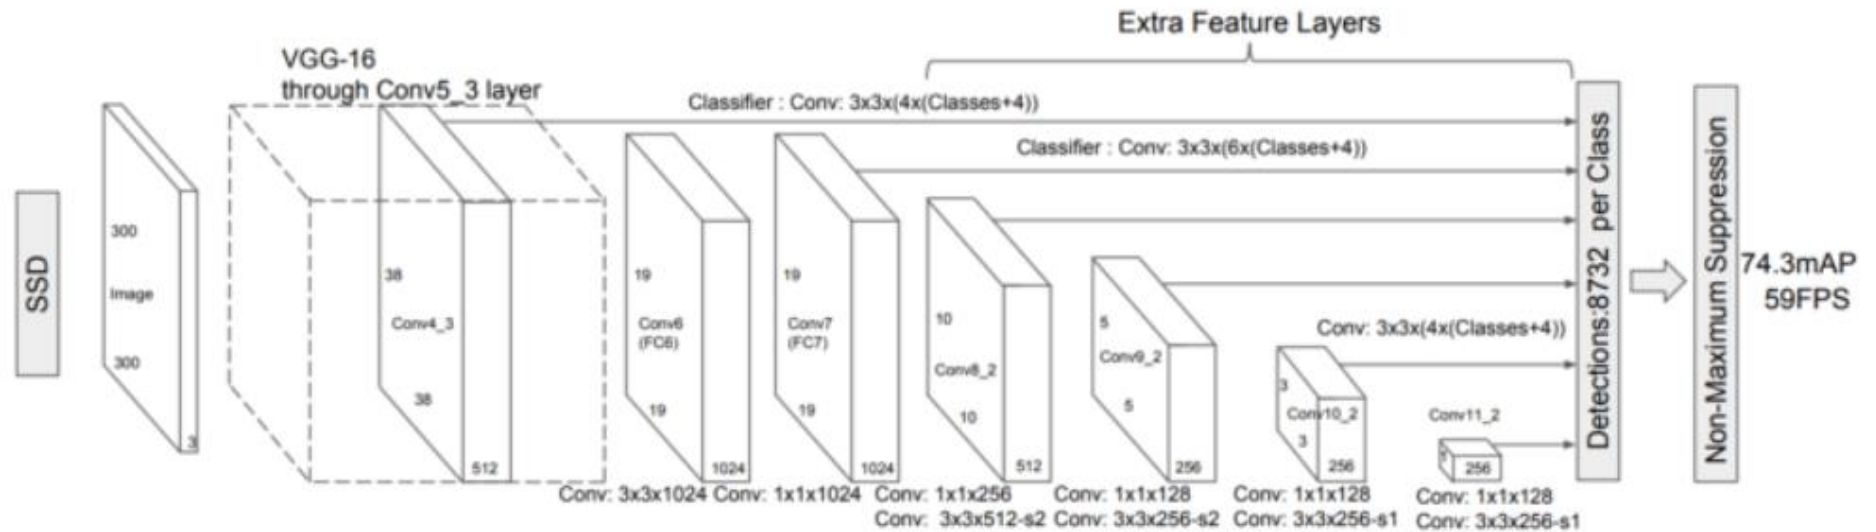 Extra Feature Layers
VGG-16
through Conv5_3 layer
Classifier : Conv: 3x3x(4x(Classes+4))
Classifier : Conv: 3x3x(6x(Classes+4))
SSD
300
Image
300
3
38
Conv4_3
38
512
19
Conv6
(FC6)
19
1024
19
Conv7
(FC7)
19
1024
10
Conv8_2
10
512
5
Conv9_2
5
256
Conv: 3x3x(4x(Classes+4))
3
Conv10_2
3
256
Conv11_2
256
Detections:8732 per Class
Non-Maximum Suppression
74.3mAP
59FPS
Conv: 3x3x1024
Conv: 1x1x1024
Conv: 1x1x256
Conv: 3x3x512-s2
Conv: 1x1x128
Conv: 3x3x256-s2
Conv: 1x1x128
Conv: 3x3x256-s1
Conv: 1x1x128
Conv: 3x3x256-s1